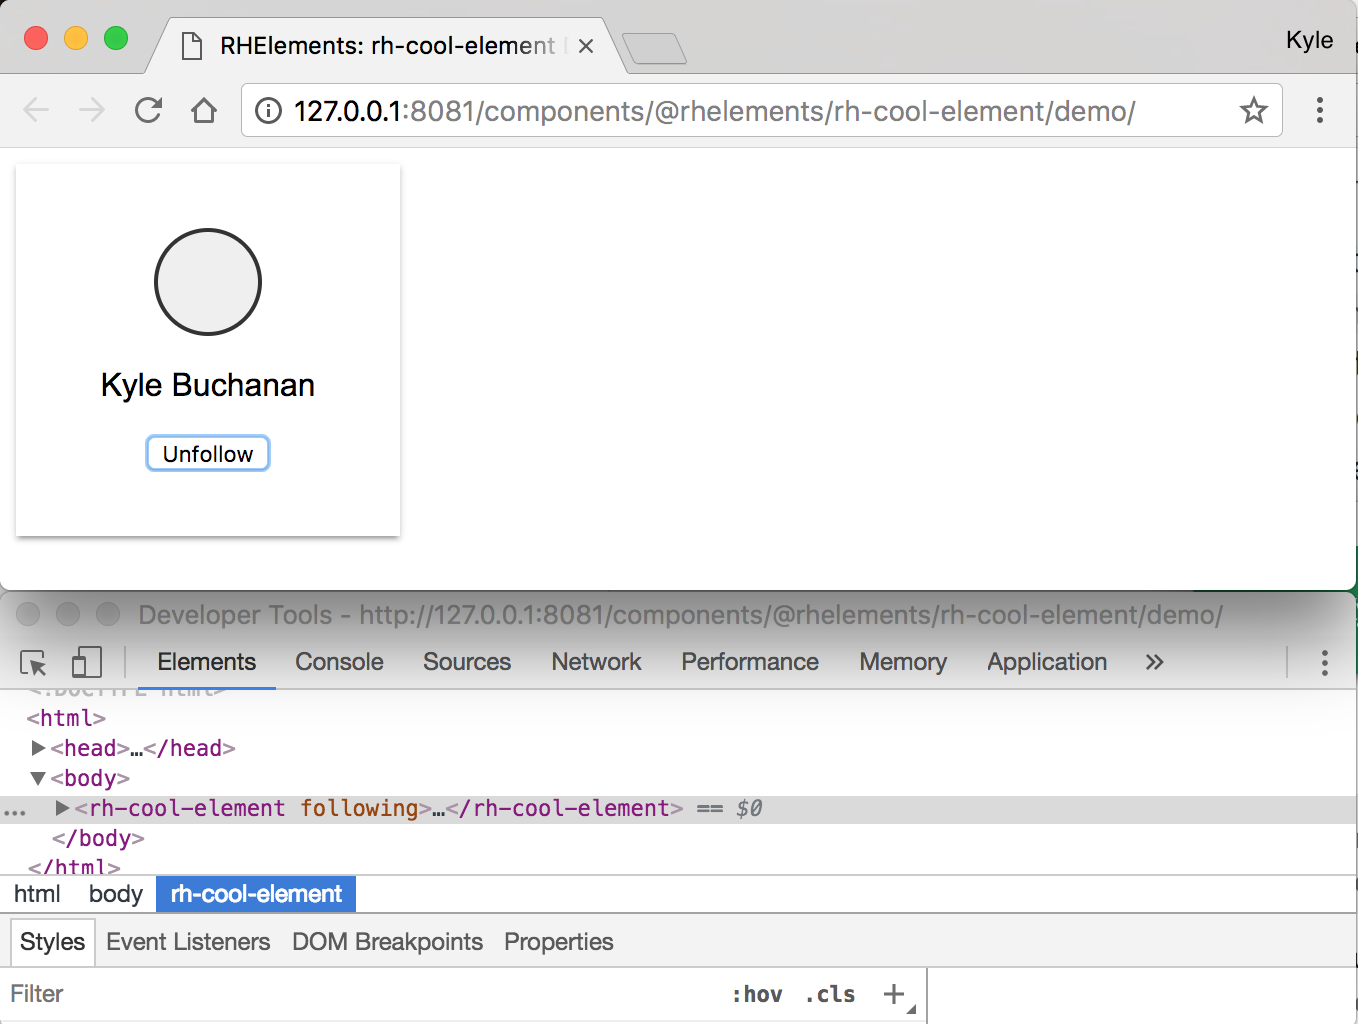 RHElements: rh-cool-element
Kyle
127.0.0.1:8081/components/@rhelements/rh-cool-element/demo/
Kyle Buchanan
Unfollow
Developer Tools - http://127.0.0.1:8081/components/@rhelements/rh-cool-element/demo/
Elements Console Sources Network Performance Memory Application »
<!DOCTYPE html>
<html>
▶<head>…</head>
▼<body>
… ▶<rh-cool-element following>…</rh-cool-element> == $0
</body>
</html>
html body rh-cool-element
Styles Event Listeners DOM Breakpoints Properties
Filter :hov .cls +